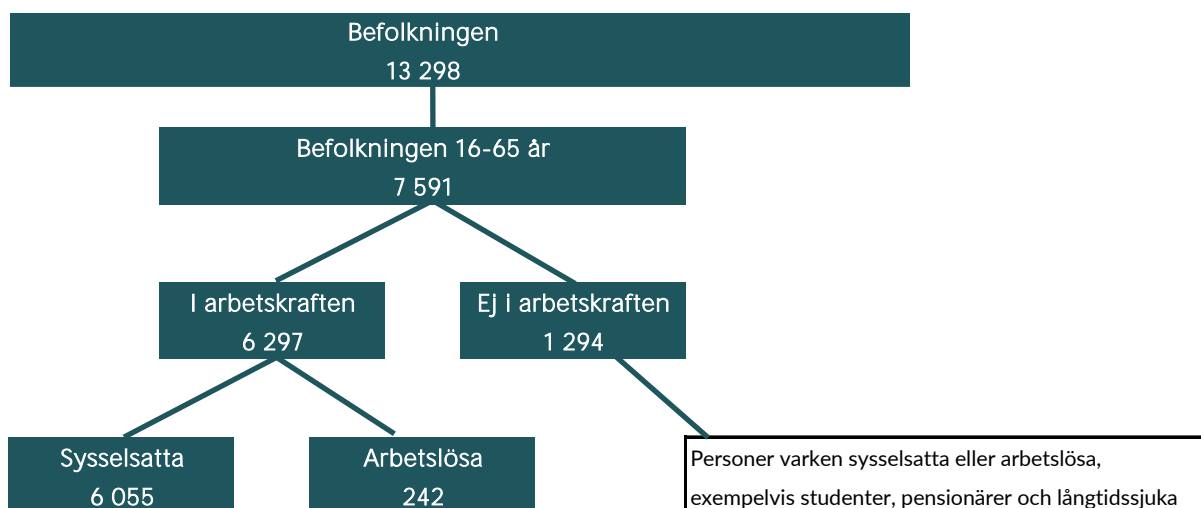 Befolkningen
13 298
Befolkningen 16-65 år
7 591
I arbetskraften
6 297
Ej i arbetskraften
1 294
Sysselsatta
6 055
Arbetslösa
242
Personer varken sysselsatta eller arbetslösa,
exempelvis studenter, pensionärer och långtidssjuka